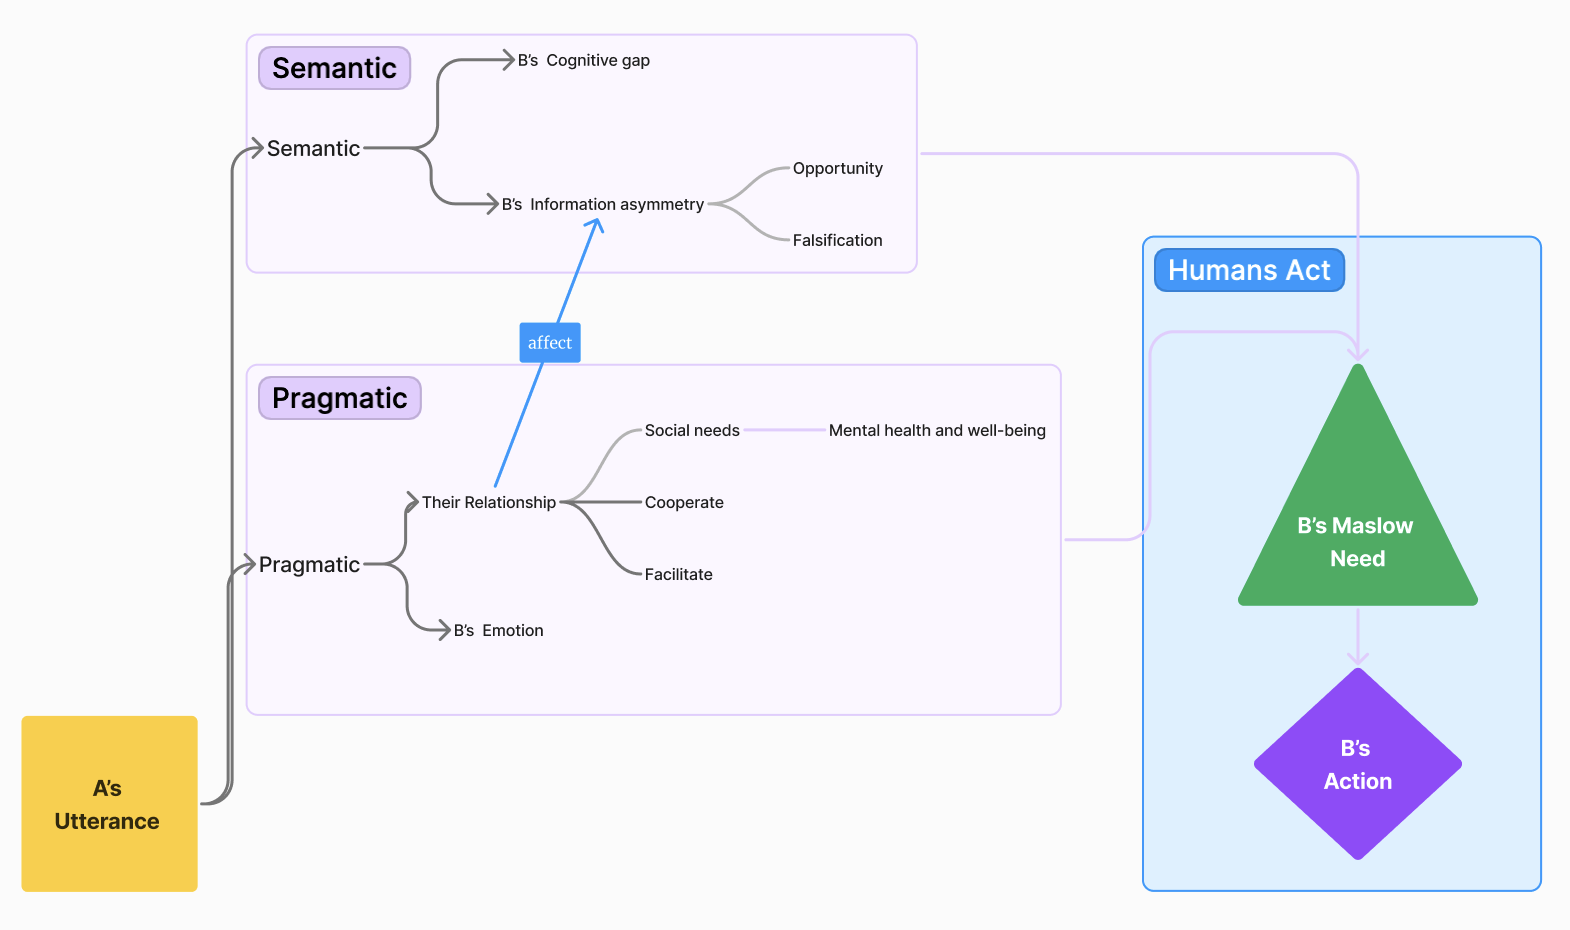 Semantic
B’s  Cognitive gap
Semantic
Opportunity
B’s  Information asymmetry
Falsification
Humans Act
affect
Pragmatic
Social needs
Mental health and well-being
Their Relationship
Cooperate
B’s Maslow
Need
Pragmatic
Facilitate
B’s  Emotion
A’s
Utterance
B’s
Action